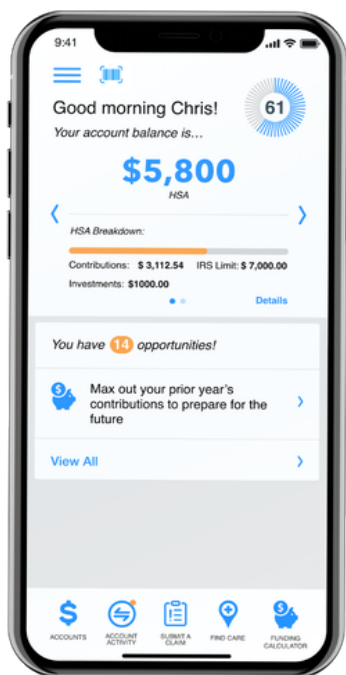 9:41
Good morning Chris!
61
Your account balance is...
$5,800
HSA
HSA Breakdown:
Contributions: $ 3,112.54 IRS Limit: $ 7,000.00
Investments: $1000.00
Details
You have 14 opportunities!
Max out your prior year's
contributions to prepare for the
future
View All
ACCOUNTS
ACCOUNT
ACTIVITY
SUBMIT A
CLAIM
FIND CARE
FUNDING
CALCULATOR